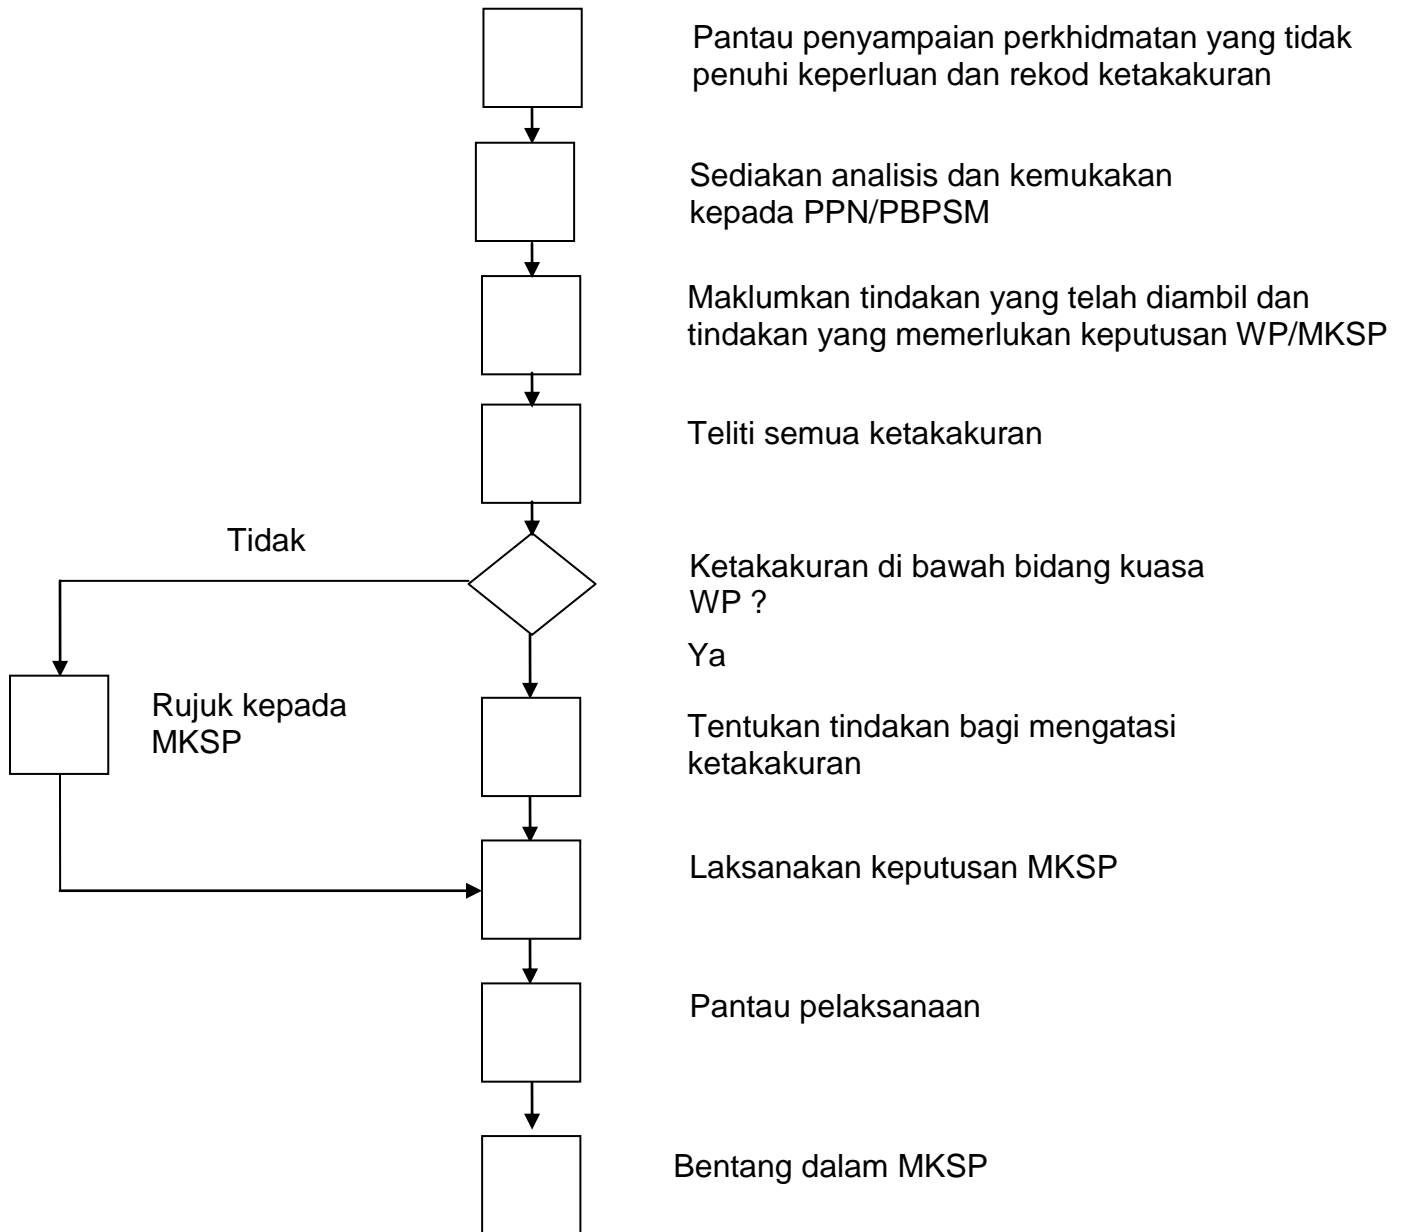 Pantau penyampaian perkhidmatan yang tidak
penuhi keperluan dan rekod ketakakuran
Sediakan analisis dan kemukakan
kepada PPN/PBPSM
Maklumkan tindakan yang telah diambil dan
tindakan yang memerlukan keputusan WP/MKSP
Teliti semua ketakakuran
Tidak
Ketakakuran di bawah bidang kuasa
WP ?
Ya
Rujuk kepada
MKSP
Tentukan tindakan bagi mengatasi
ketakakuran
Laksanakan keputusan MKSP
Pantau pelaksanaan
Bentang dalam MKSP